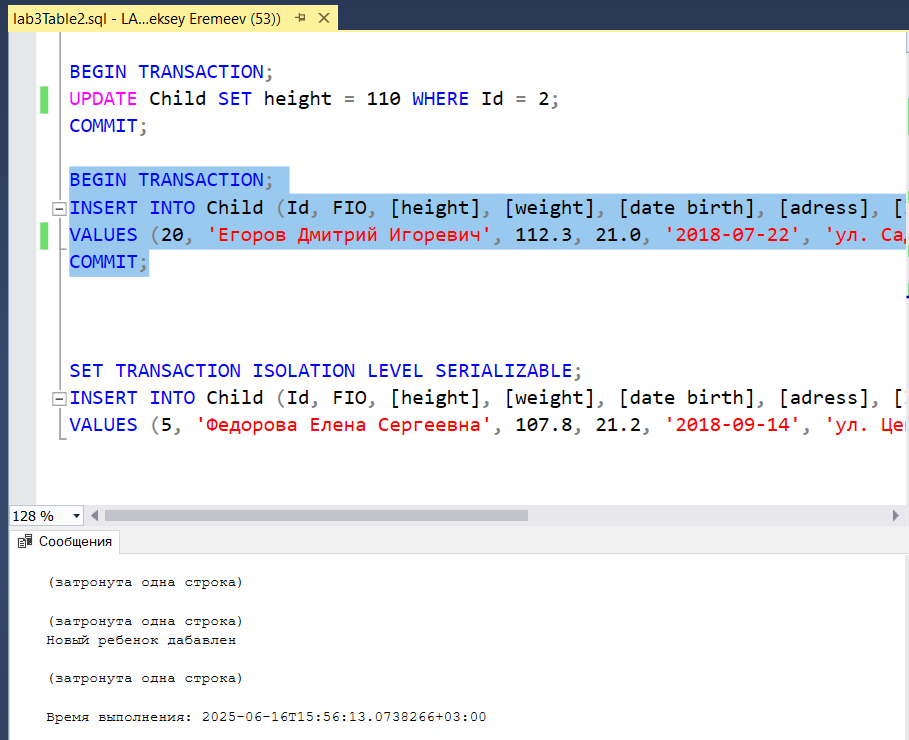 lab3Table2.sql - LA...eksey Eremeev (53))
BEGIN TRANSACTION;
UPDATE Child SET height = 110 WHERE Id = 2;
COMMIT;
BEGIN TRANSACTION;
INSERT INTO Child (Id, FIO, [height], [weight], [date birth], [adress], [
VALUES (20, 'Егоров Дмитрий Игоревич', 112.3, 21.0, '2018-07-22', 'ул. Са
COMMIT;
SET TRANSACTION ISOLATION LEVEL SERIALIZABLE;
INSERT INTO Child (Id, FIO, [height], [weight], [date birth], [adress], [
VALUES (5, 'Федорова Елена Сергеевна', 107.8, 21.2, '2018-09-14', 'ул. Це
128 %
Сообщения
(затронута одна строка)
(затронута одна строка)
Новый ребенок дабавлен
(затронута одна строка)
Время выполнения: 2025-06-16T15:56:13.0738266+03:00